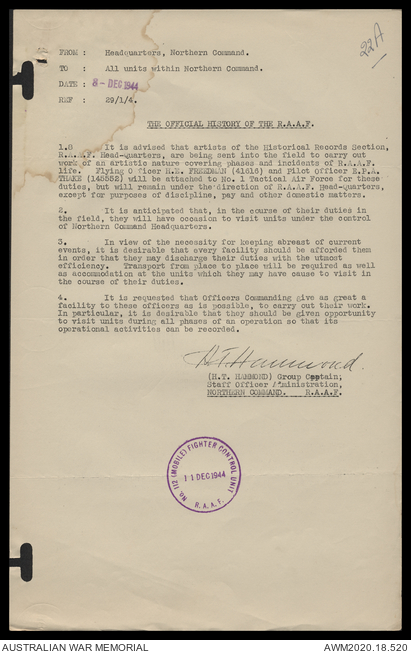 22A
FROM : Headquarters, Northern Command.
TO : All units within Northern Command.
DATE : 8- DEC 1944
REF : 29/1/4.
THE OFFICIAL HISTORY OF THE R.A.A.F.
1.S It is advised that artists of the Historical Records Section,
R.A.A.F. Head-quarters, are being sent into the field to carry out
work of an artistic nature covering phases and incidents of R.A.A.F.
life. Flying O ficer H.E. FREEDMAN (41616) and Pilot Officer E.P.A.
THAKE (145552) will be attached to No. 1 Tactical Air Force for these
duties, but will remain under the direction of R.A.A.F. Head-quarters,
except for purposes of discipline, pay and other domestic matters.
2. It is anticipated that, in the course of their duties in
the field, they will have occasion to visit units under the control
of Northern Command Headquarters.
3. In view of the necessity for keeping abreast of current
events, it is desirable that every facility should be afforded them
in order that they may discharge their duties with the utmost
efficiency. Transport from place to place will be required as well
as accommodation at the units which they may have cause to visit in
the course of their duties.
4. It is requested that Officers Commanding give as great a
facility to these officers as is possible, to carry out their work.
In particular, it is desirable that they should be given opportunity
to visit units during all phases of an operation so that its
operational activities can be recorded.
H.T. Hammond.
(H.T. HAMMOND) Group Captain,
Staff Officer /ministration
NORTHERN COMMAND. R.A.A.F.
No. 112 (MOBILE) FIGHTER CONTROL UNIT
11 DEC 1944
R.A.A.F.
AUSTRALIAN WAR MEMORIAL AWM2020.18.520